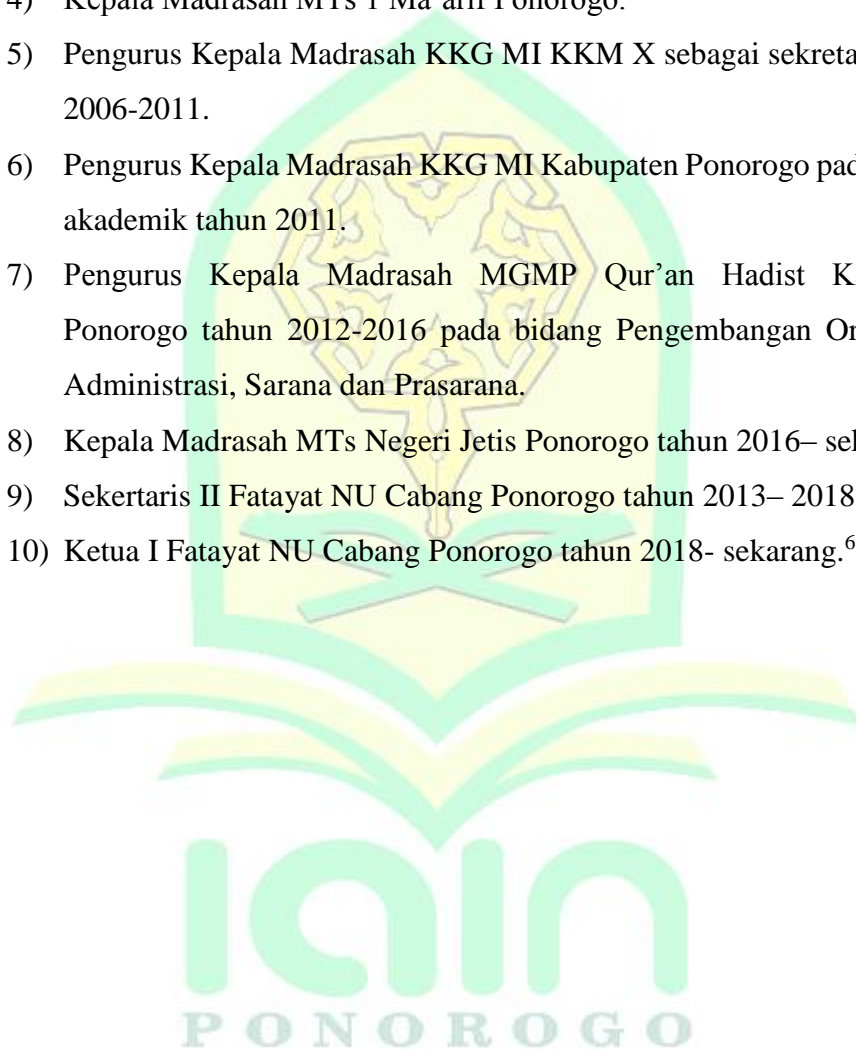 4) Kepala Madrasah MTs 1 Ma'arif Ponorogo.
5) Pengurus Kepala Madrasah KKG MI KKM X sebagai
2006-2011.
6) Pengurus Kepala Madrasah KKG MI Kabupaten Ponorogo
akademik tahun 2011.
7) Pengurus Kepala Madrasah MGMP Qur'an Hadist
Ponorogo tahun 2012-2016 pada bidang Pengembangan
Administrasi, Sarana dan Prasarana.
8) Kepala Madrasah MTs Negeri Jetis Ponorogo tahun 2016–
9) Sekertaris II Fatayat NU Cabang Ponorogo tahun 2013– 2018
10) Ketua I Fatayat NU Cabang Ponorogo tahun 2018- sekarang.6
iain
PONOROGO